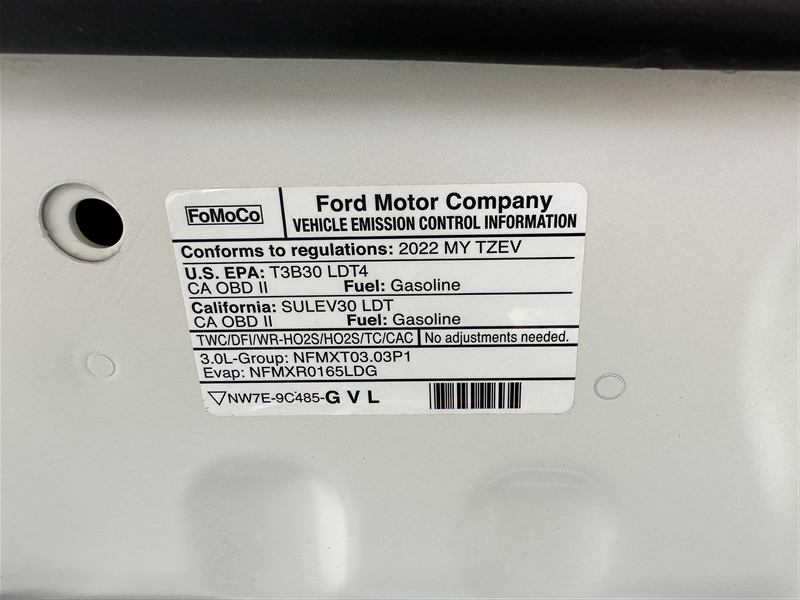 FoMoCo
Ford Motor Company
VEHICLE EMISSION CONTROL INFORMATION
Conforms to regulations: 2022 MY TZEV
U.S. EPA: T3B30 LDT4
CA OBD II Fuel: Gasoline
California: SULEV30 LDT
CA OBD II Fuel: Gasoline
TWC/DFI/WR-HO2S/HO2S/TC/CAC No adjustments needed.
3.0L-Group: NFMXT03.03P1
Evap: NFMXR0165LDG
NW7E-9C485-G V L